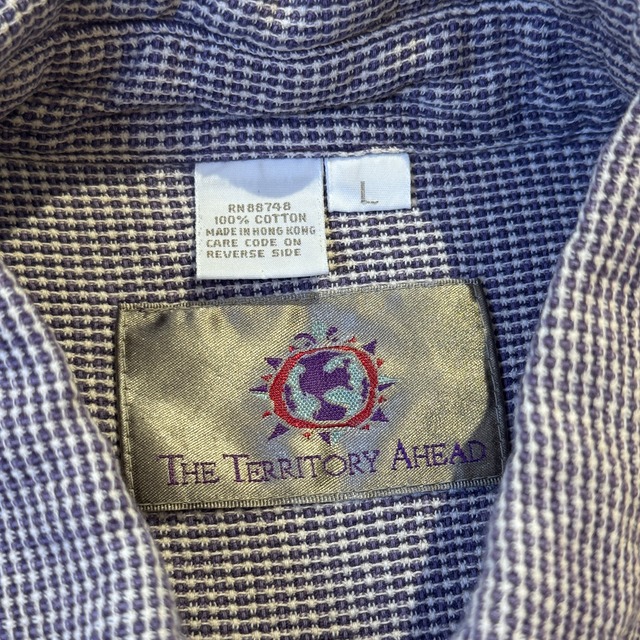 RN 88748
100% COTTON
MADE IN HONG KONG
CARE CODE ON
REVERSE SIDE
L
THE TERRITORY AHEAD